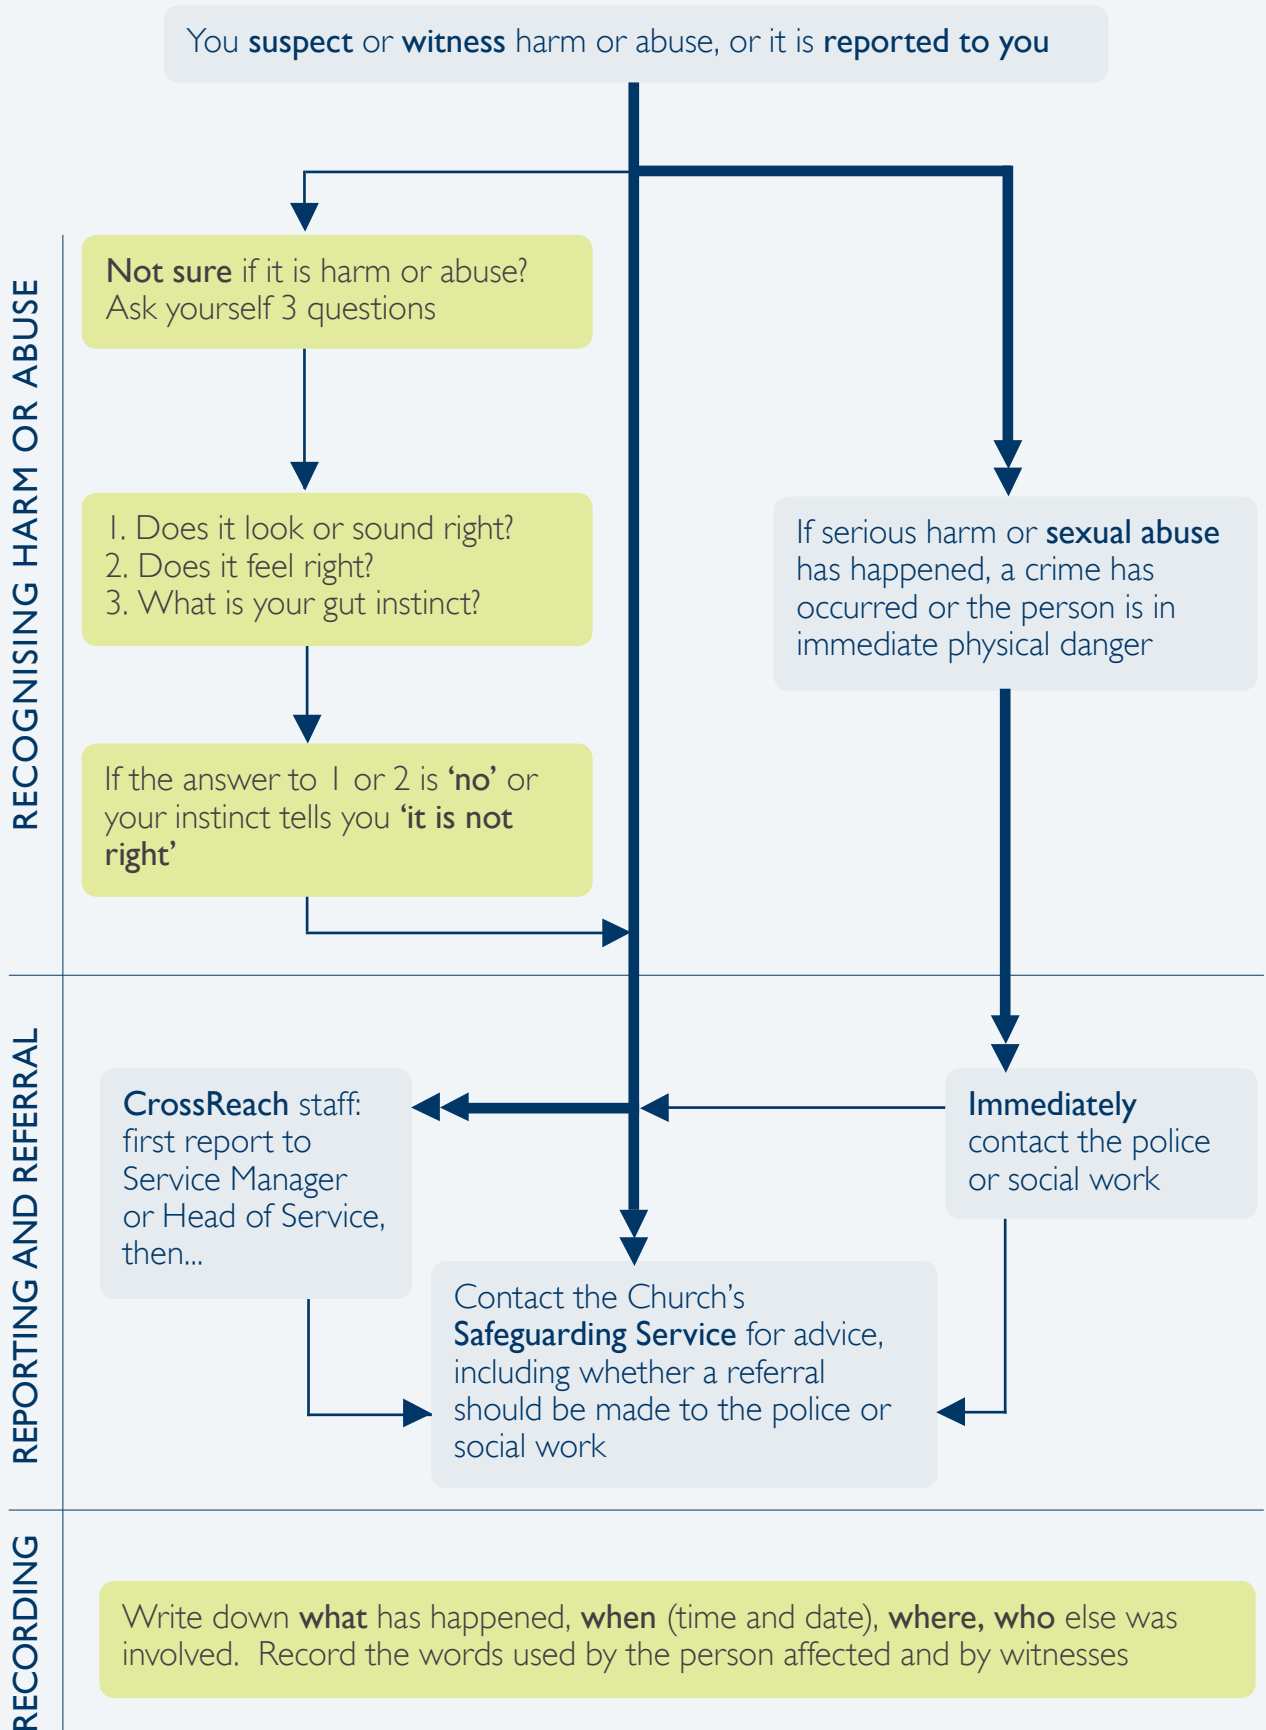 You suspect or witness harm or abuse, or it is reported to you
RECOGNISING HARM OR ABUSE
Not sure if it is harm or abuse?
Ask yourself 3 questions
1. Does it look or sound right?
2. Does it feel right?
3. What is your gut instinct?
If the answer to 1 or 2 is ‘no’ or
your instinct tells you ‘it is not
right’
If serious harm or sexual abuse
has happened, a crime has
occurred or the person is in
immediate physical danger
REPORTING AND REFERRAL
CrossReach staff:
first report to
Service Manager
or Head of Service,
then...
Immediately
contact the police
or social work
Contact the Church's
Safeguarding Service for advice,
including whether a referral
should be made to the police or
social work
RECORDING
Write down what has happened, when (time and date), where, who else was
involved.  Record the words used by the person affected and by witnesses